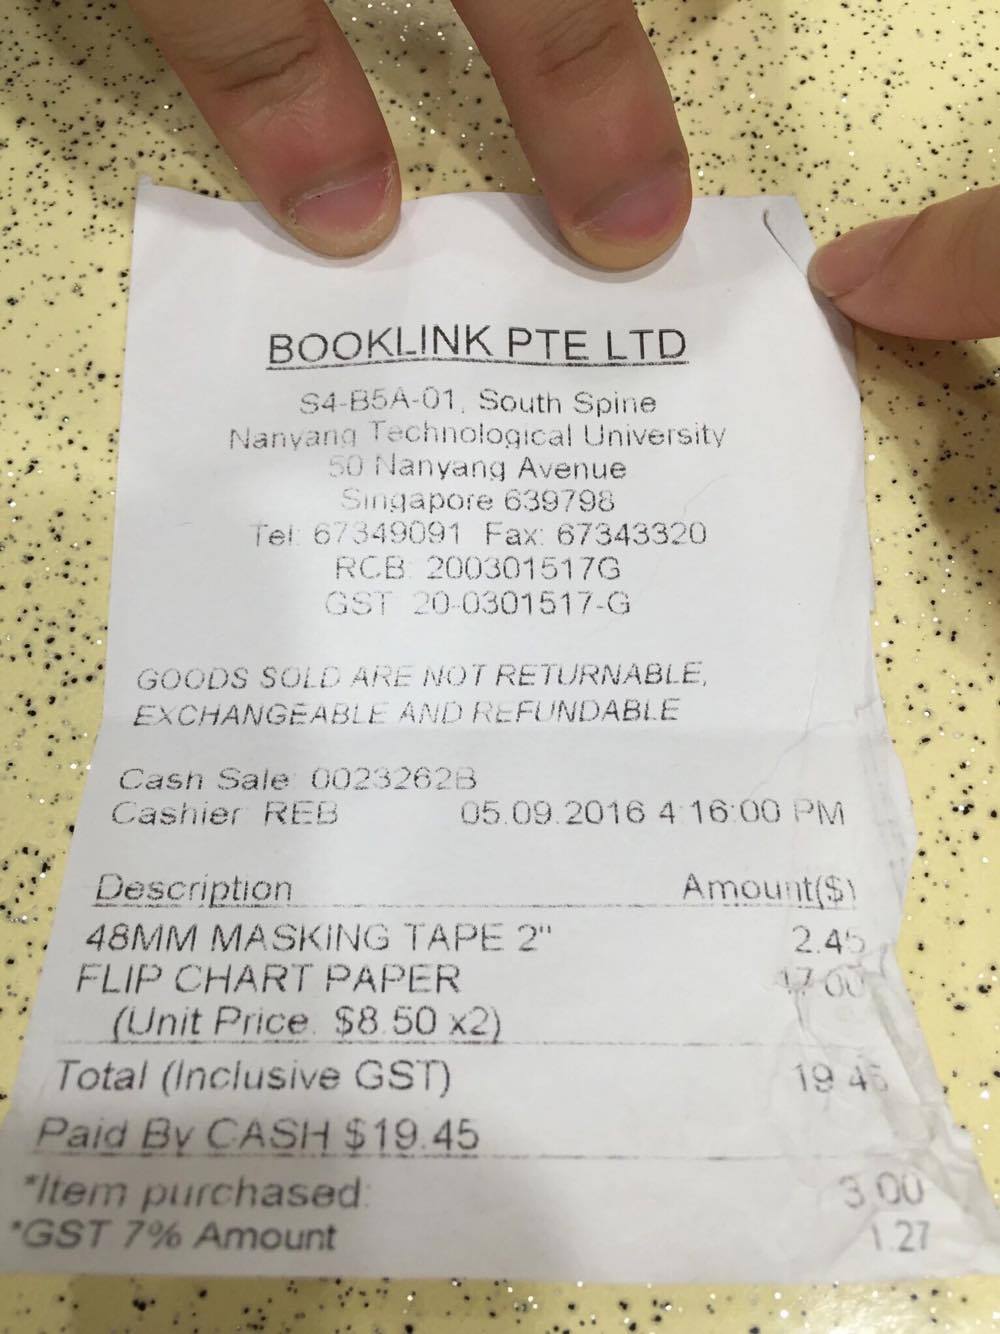 BOOKLINK PTE LTD
S4-B5A-01, South Spine
Nanyang Technological University
50 Nanyang Avenue
Singapore 639798
Tel: 67349091 Fax: 67343320
RCB: 200301517G
GST: 20-0301517-G
GOODS SOLD ARE NOT RETURNABLE,
EXCHANGEABLE AND REFUNDABLE
Cash Sale: 0023262B
Cashier: REB 05.09.2016 4:16:00 PM
Description Amount($)
48MM MASKING TAPE 2" 2.45
FLIP CHART PAPER 17.00
(Unit Price: $8.50 x2)
Total (Inclusive GST) 19.45
Paid By CASH $19.45
*Item purchased: 3.00
*GST 7% Amount 1.27